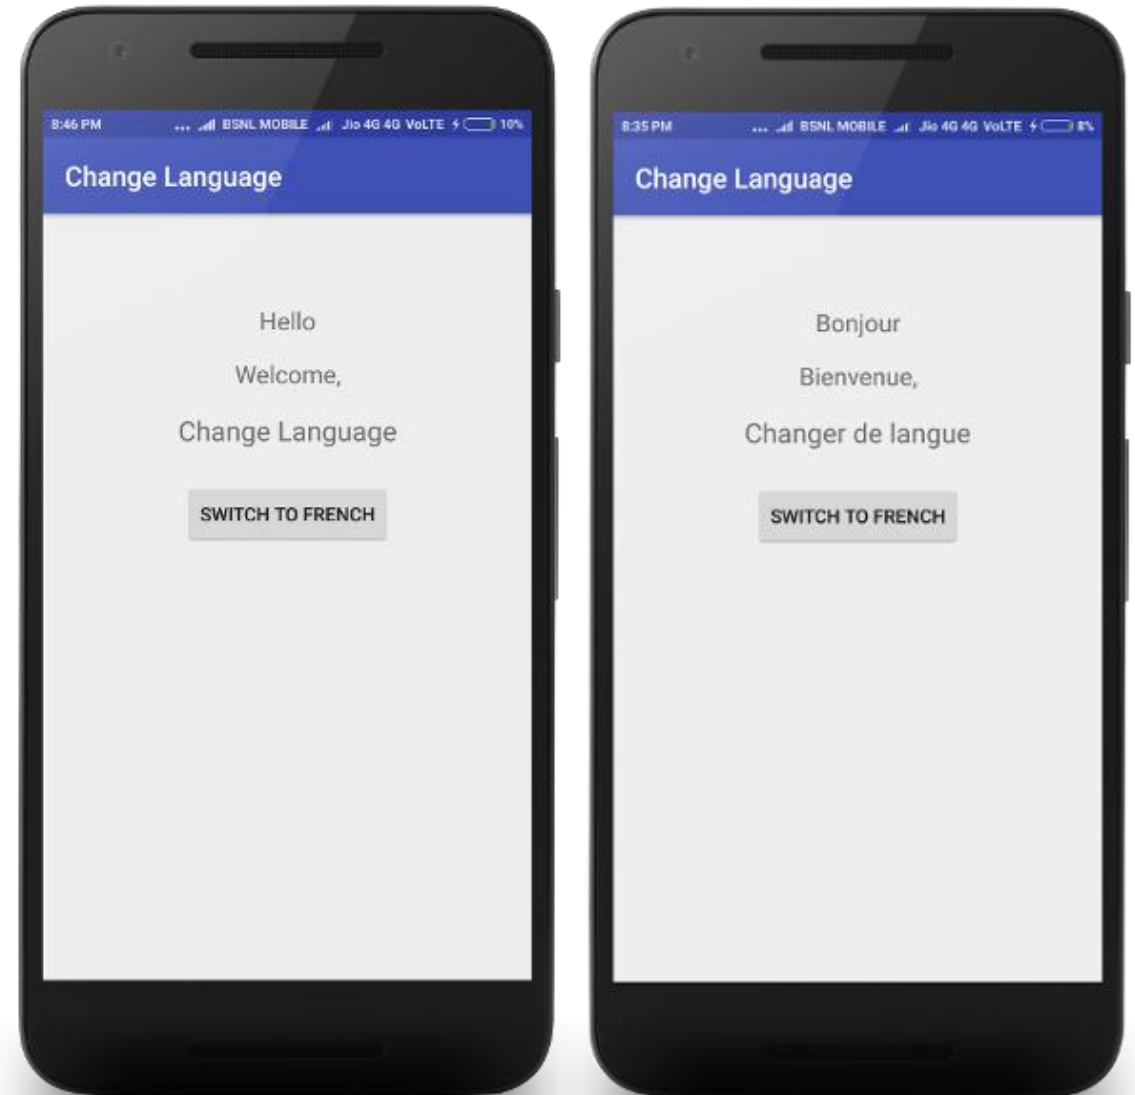 8:46 PM ... BSNL MOBILE Jio 4G 4G VoLTE 10%
Change Language
Hello
Welcome,
Change Language
SWITCH TO FRENCH
8:35 PM ... BSNL MOBILE Jio 4G 4G VoLTE 8%
Change Language
Bonjour
Bienvenue,
Changer de langue
SWITCH TO FRENCH